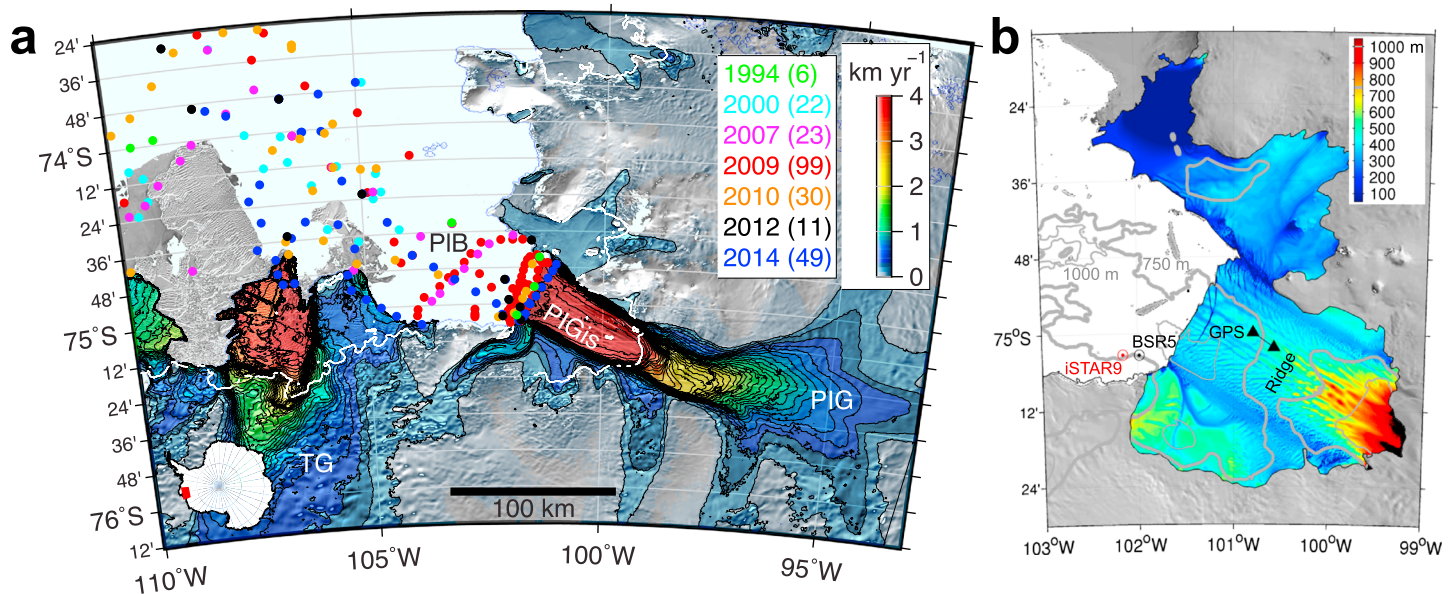 a
24'
36'
48'
74°S
12'
24'
36'
48'
75°S
12'
24'
36'
48'
76°S
12'
110°W
105°W
100°W
95°W
PIB
PIGis
PIG
TG
100 km
1994 (6)
2000 (22)
2007 (23)
2009 (99)
2010 (30)
2012 (11)
2014 (49)
km yr⁻¹
4
3
2
1
0
b
24'
36'
48'
75°S
12'
24'
103°W
102°W
101°W
100°W
99°W
1000 m
750 m
GPS
Ridge
BSR5
iSTAR9
1000 m
900
800
700
600
500
400
300
200
100